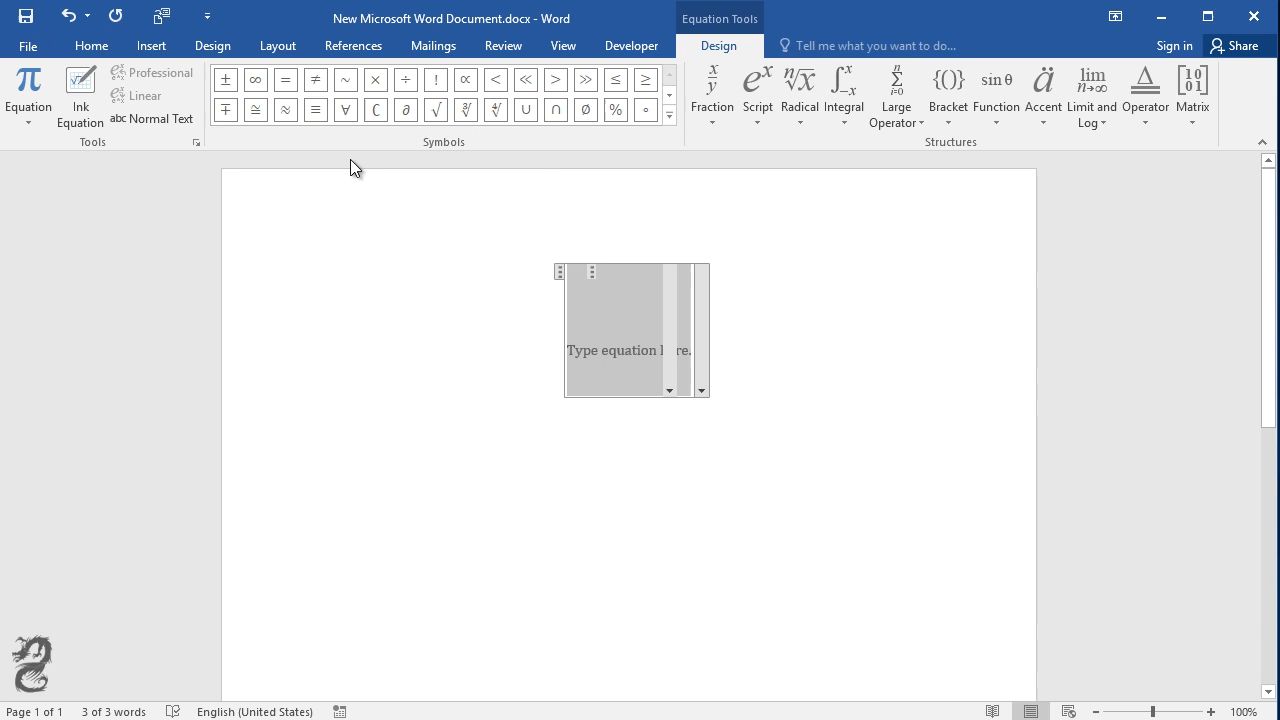 New Microsoft Word Document.docx - Word
Equation Tools
File
Home
Insert
Design
Layout
References
Mailings
Review
View
Developer
Design
Tell me what you want to do...
Sign in
Share
π
Equation
Ink Equation
Professional
Linear
abc Normal Text
Tools
± ∞ = ≠ ~ × ÷ ! ∝ < ≪ > ≫ ≤ ≥
∓ ≅ ≈ ≡ ∀ ∁ ∂ √ ∛ ∜ ∪ ∩ ∅ % °
Symbols
Fraction
Script
Radical
Integral
Large Operator
Bracket
Function
Accent
Limit and Log
Operator
Matrix
Structures
Type equation re.
Page 1 of 1
3 of 3 words
English (United States)
100%